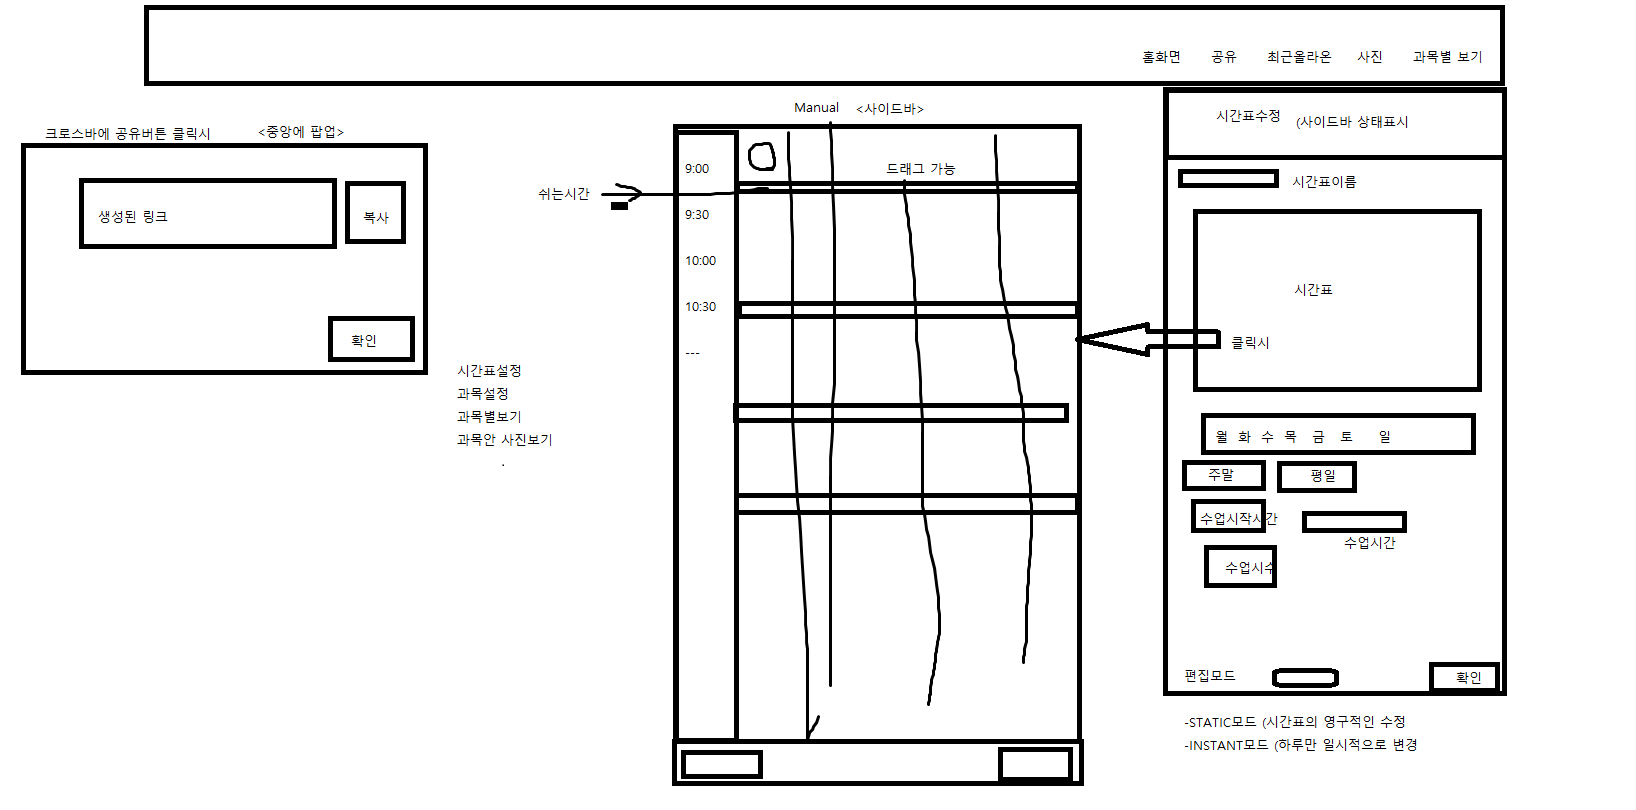 홈화면 공유 최근올라온 사진 과목별 보기
크로스바에 공유버튼 클릭시 <중앙에 팝업>
생성된 링크
복사
확인
시간표설정
과목설정
과목별보기
과목안 사진보기
.
Manual <사이드바>
쉬는시간
드래그 가능
9:00
9:30
10:00
10:30
---
시간표수정 (사이드바 상태표시
시간표이름
시간표
클릭시
월 화 수 목 금 토 일
주말 평일
수업시작시간
수업시간
수업시수
편집모드
확인
-STATIC모드 (시간표의 영구적인 수정
-INSTANT모드 (하루만 일시적으로 변경